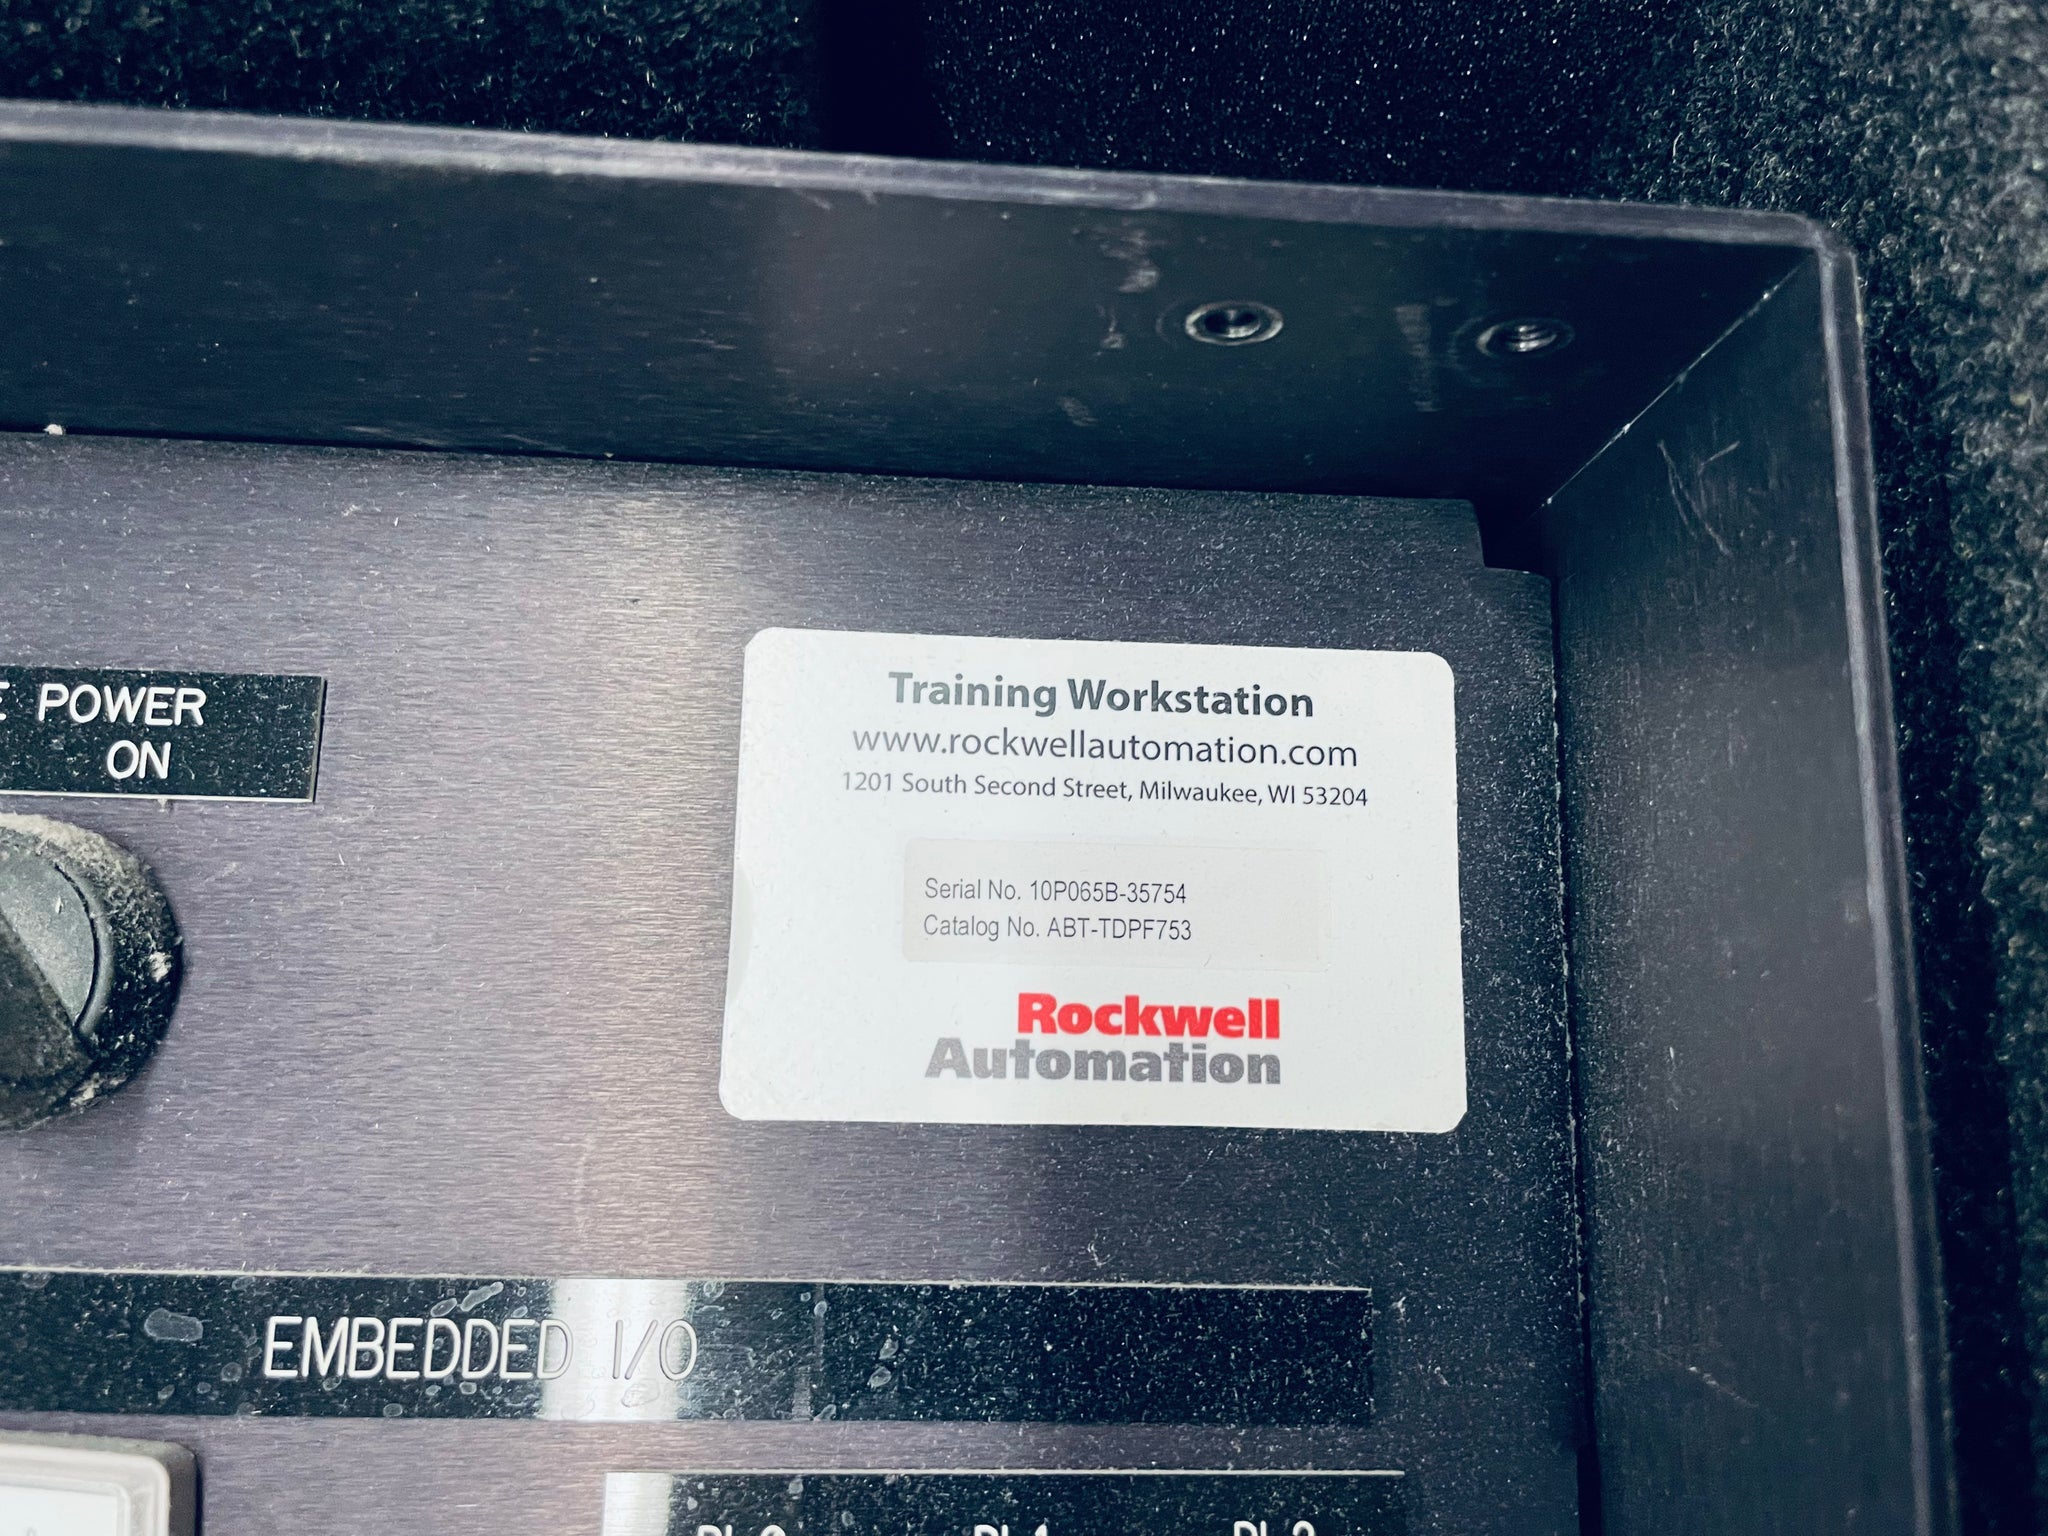 POWER
ON
Training Workstation
www.rockwellautomation.com
1201 South Second Street, Milwaukee, WI 53204
Serial No. 10P065B-35754
Catalog No. ABT-TDPF753
Rockwell
Automation
EMBEDDED I/O